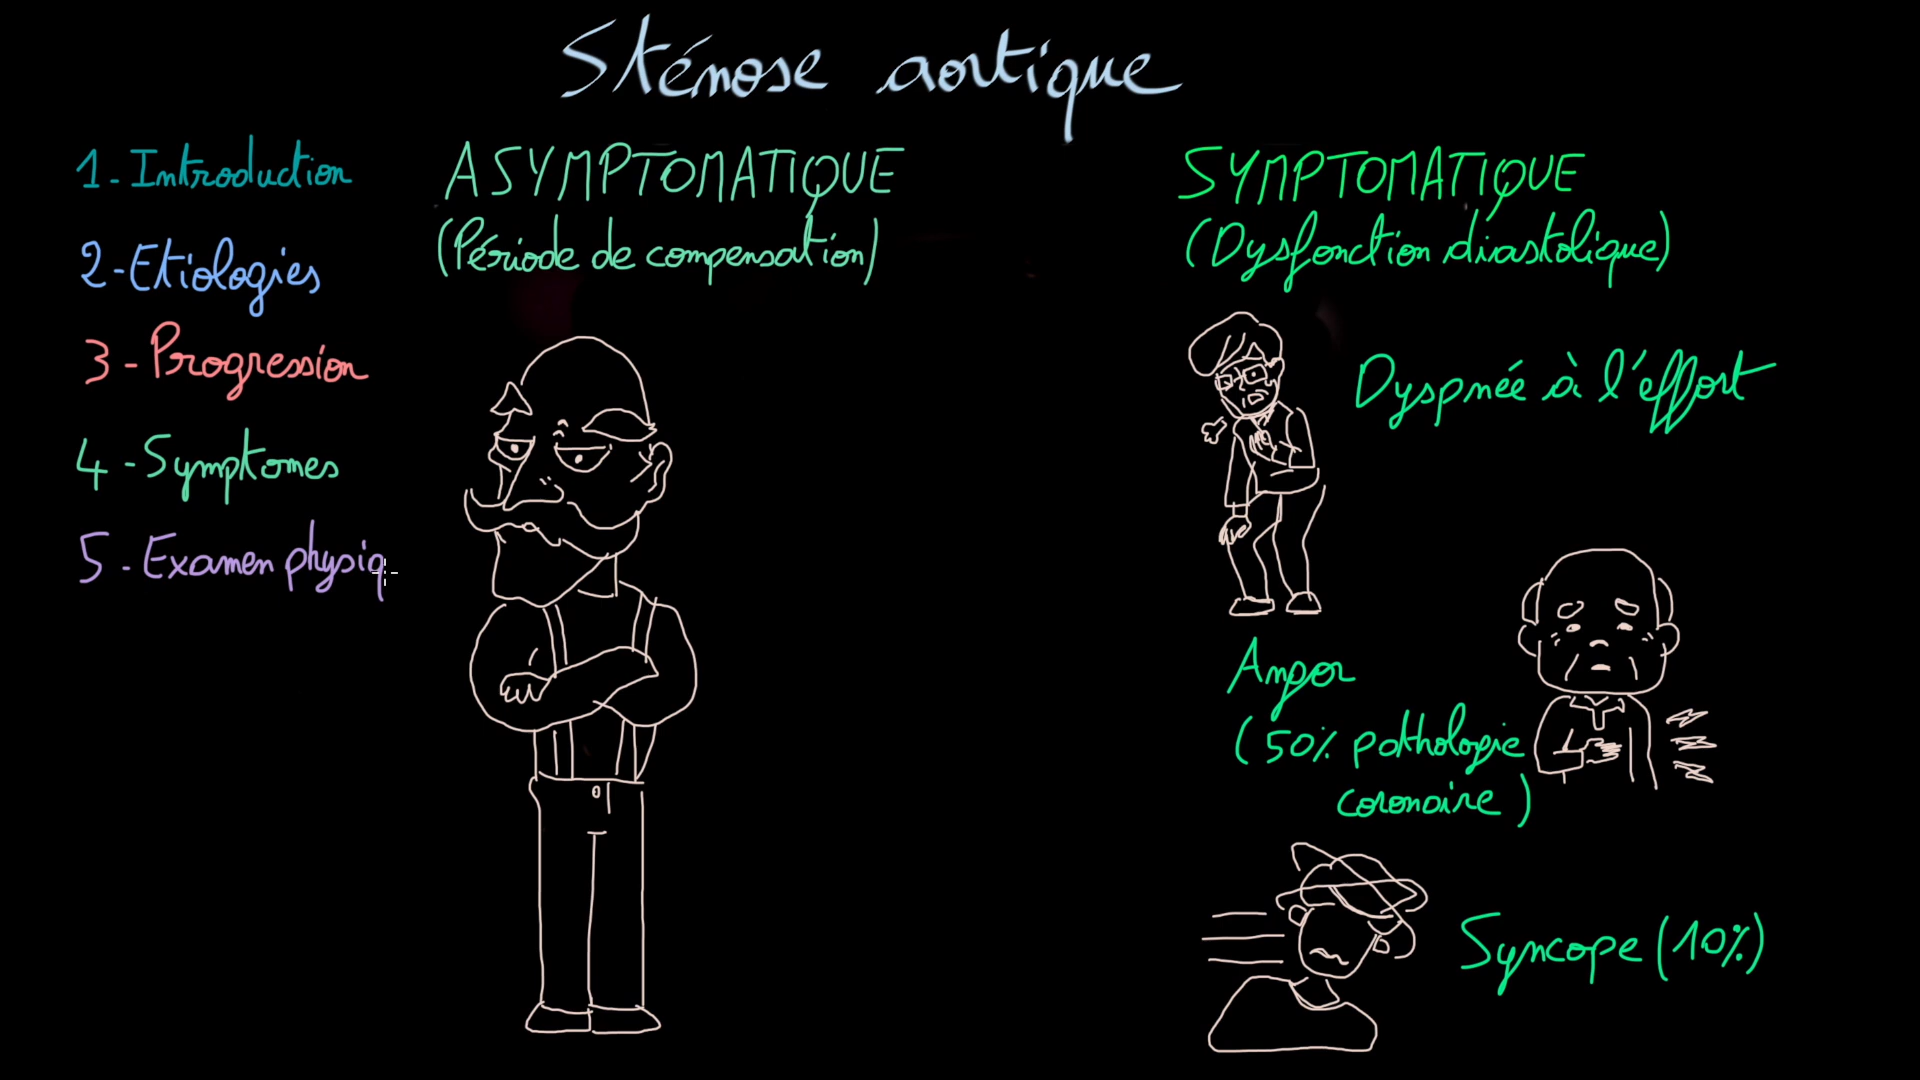 Sténose aortique
1-Introduction
2-Etiologies
3-Progression
4-Symptomes
5-Examen physiq
ASYMPTOMATIQUE
(Période de compensation)
SYMPTOMATIQUE
(Dysfonction diastolique)
Dyspnée à l'effort
Angor
(50% pathologie
coronaire)
Syncope (10%)